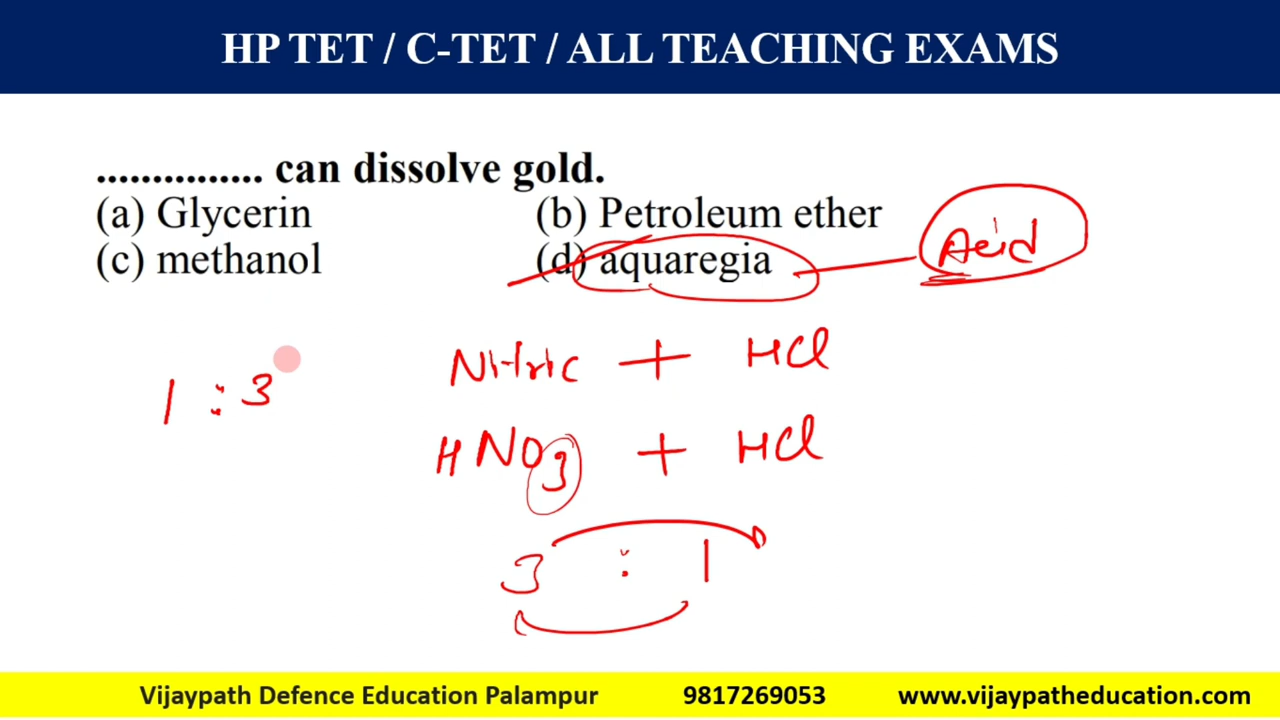 HP TET / C-TET / ALL TEACHING EXAMS
............... can dissolve gold.
(a) Glycerin (b) Petroleum ether
(c) methanol (d) aquaregia
Acid
Nitric + HCl
1 : 3
HNO3 + HCl
3 : 1
Vijaypath Defence Education Palampur 9817269053 www.vijaypatheducation.com